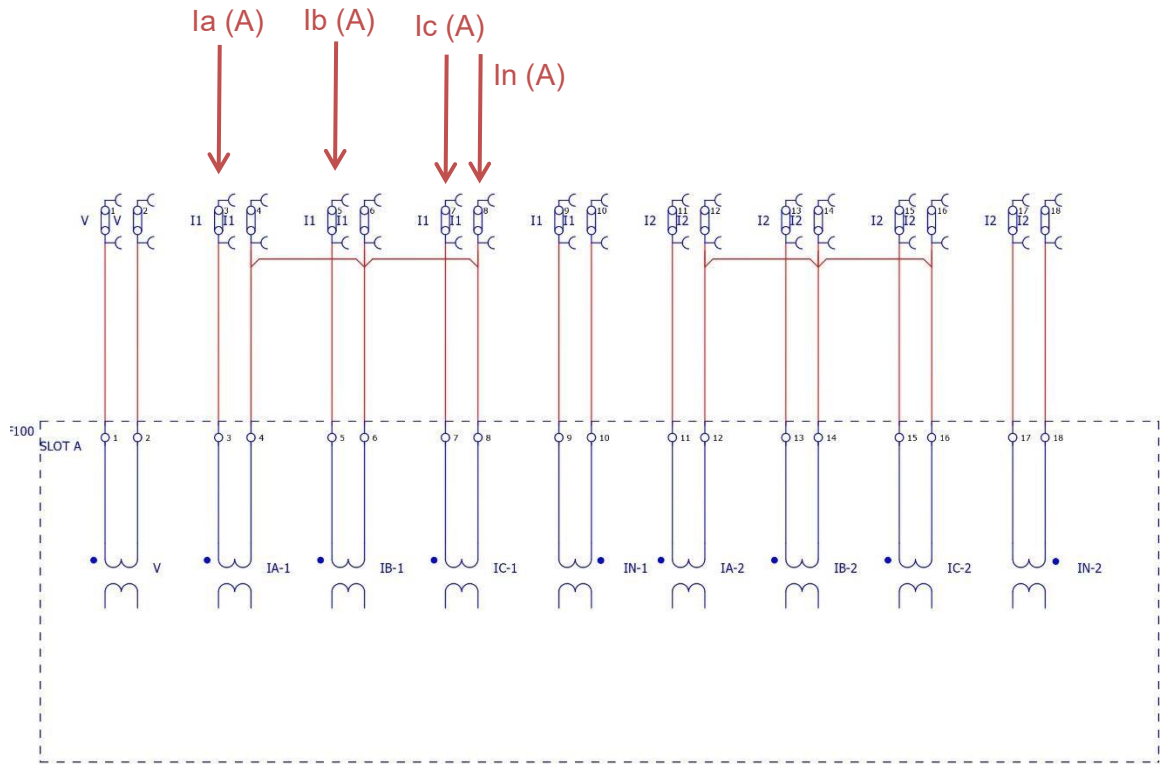 Ia (A) Ib (A) Ic (A)
In (A)
1 2 3 4 5 6 7 8 9 10 11 12 13 14 15 16 17 18
V V I1 I1 I1 I1 I1 I1 I1 I1 I2 I2 I2 I2 I2 I2 I2 I2
F100
1 2 3 4 5 6 7 8 9 10 11 12 13 14 15 16 17 18
SLOT A
V IA-1 IB-1 IC-1 IN-1 IA-2 IB-2 IC-2 IN-2